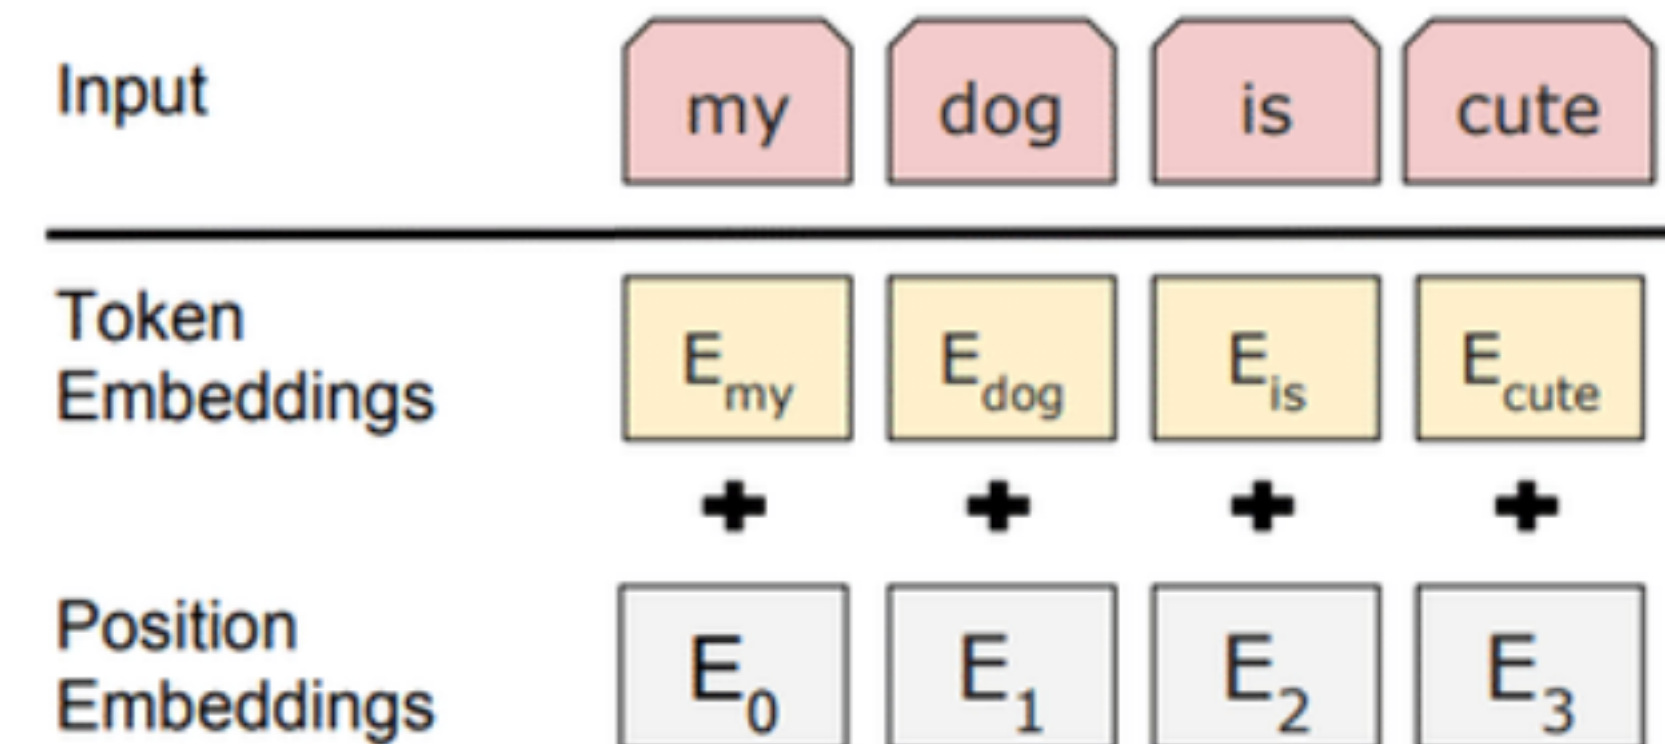 Input my dog is cute
Token Embeddings E_my E_dog E_is E_cute
+ + + +
Position Embeddings E_0 E_1 E_2 E_3